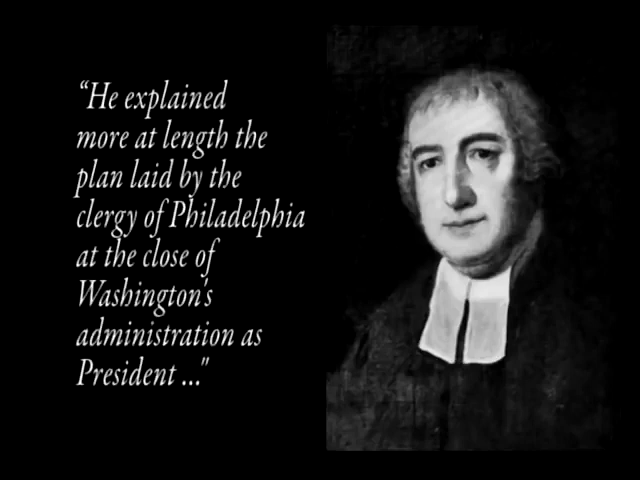 “He explained
more at length the
plan laid by the
clergy of Philadelphia
at the close of
Washington's
administration as
President ..."